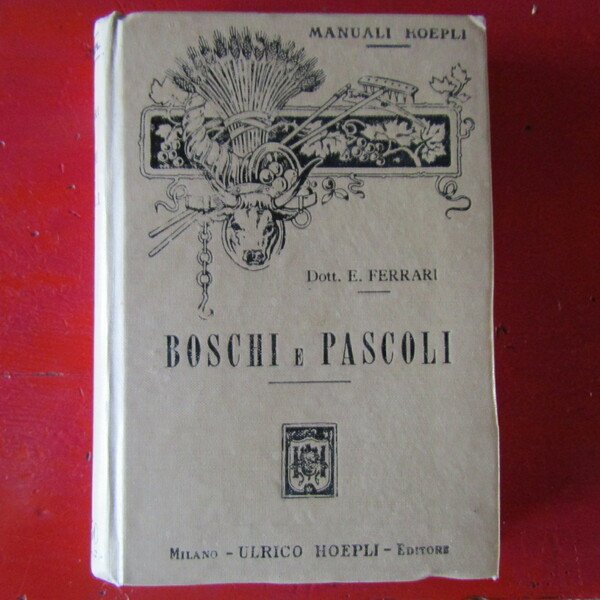 MANUALI HOEPLI
Dott. E. FERRARI
BOSCHI E PASCOLI
MILANO - ULRICO HOEPLI - EDITORE